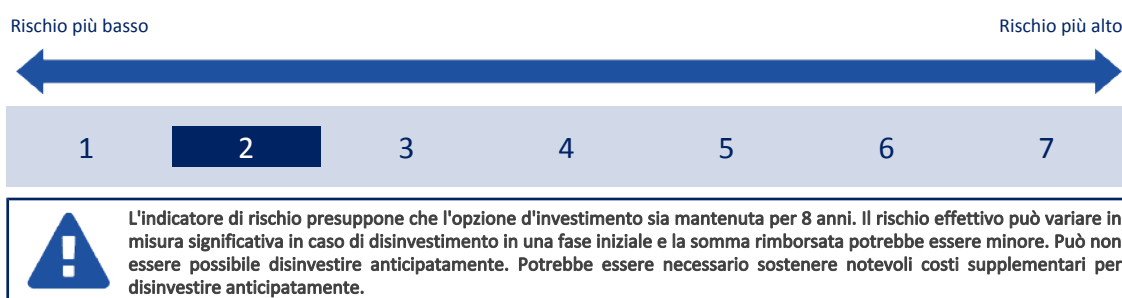 Rischio più basso Rischio più alto
1 2 3 4 5 6 7
L'indicatore di rischio presuppone che l'opzione d'investimento sia mantenuta per 8 anni. Il rischio effettivo può variare in
misura significativa in caso di disinvestimento in una fase iniziale e la somma rimborsata potrebbe essere minore. Può non
essere possibile disinvestire anticipatamente. Potrebbe essere necessario sostenere notevoli costi supplementari per
disinvestire anticipatamente.